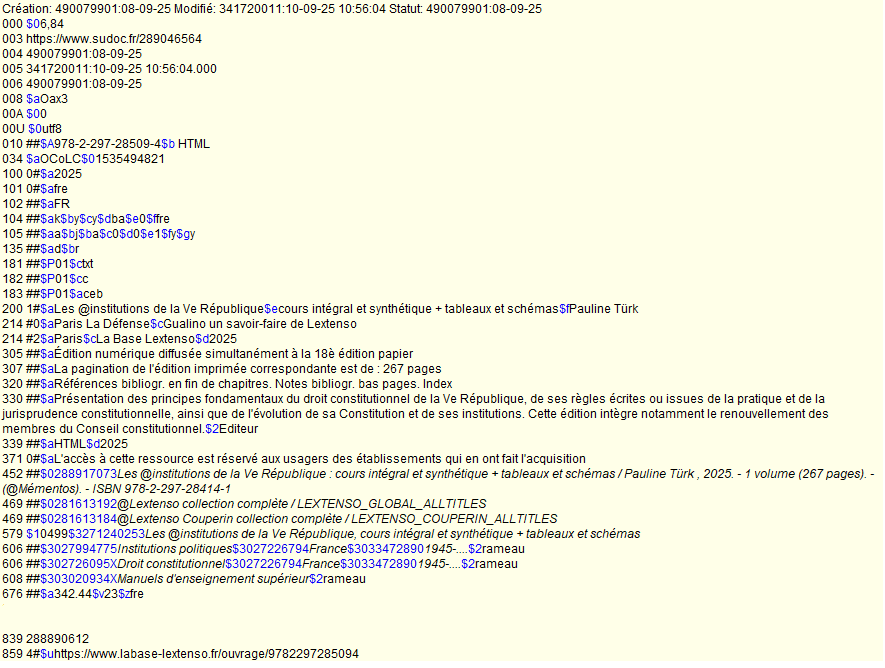 Création: 490079901:08-09-25 Modifié: 341720011:10-09-25 10:56:04 Statut: 490079901:08-09-25
000 $06,84
003 https://www.sudoc.fr/289046564
004 490079901:08-09-25
005 341720011:10-09-25 10:56:04.000
006 490079901:08-09-25
008 $aOax3
00A $00
00U $0utf8
010 ##$A978-2-297-28509-4$b HTML
034 $aOCoLC$01535494821
100 0#$a2025
101 0#$afre
102 ##$aFR
104 ##$ak$by$cy$dba$e0$ffre
105 ##$aa$bj$ba$c0$d0$e1$fy$gy
135 ##$ad$br
181 ##$P01$ctxt
182 ##$P01$cc
183 ##$P01$aceb
200 1#$aLes @institutions de la Ve République$ecours intégral et synthétique + tableaux et schémas$fPauline Türk
214 #0$aParis La Défense$cGualino un savoir-faire de Lextenso
214 #2$aParis$cLa Base Lextenso$d2025
305 ##$aÉdition numérique diffusée simultanément à la 18è édition papier
307 ##$aLa pagination de l'édition imprimée correspondante est de : 267 pages
320 ##$aRéférences bibliogr. en fin de chapitres. Notes bibliogr. bas pages. Index
330 ##$aPrésentation des principes fondamentaux du droit constitutionnel de la Ve République, de ses règles écrites ou issues de la pratique et de la
jurisprudence constitutionnelle, ainsi que de l'évolution de sa Constitution et de ses institutions. Cette édition intègre notamment le renouvellement des
membres du Conseil constitutionnel.$2Editeur
339 ##$aHTML$d2025
371 0#$aL'accès à cette ressource est réservé aux usagers des établissements qui en ont fait l'acquisition
452 ##$0288917073Les @institutions de la Ve République : cours intégral et synthétique + tableaux et schémas / Pauline Türk , 2025. - 1 volume (267 pages). -
(@Mémentos). - ISBN 978-2-297-28414-1
469 ##$0281613192@Lextenso collection complète / LEXTENSO_GLOBAL_ALLTITLES
469 ##$0281613184@Lextenso Couperin collection complète / LEXTENSO_COUPERIN_ALLTITLES
579 $10499$3271240253Les @institutions de la Ve République, cours intégral et synthétique + tableaux et schémas
606 ##$3027994775Institutions politiques$3027226794France$30334728901945-....$2rameau
606 ##$302726095XDroit constitutionnel$3027226794France$30334728901945-....$2rameau
608 ##$303020934XManuels d'enseignement supérieur$2rameau
676 ##$a342.44$v23$zfre
839 288890612
859 4#$uhttps://www.labase-lextenso.fr/ouvrage/9782297285094